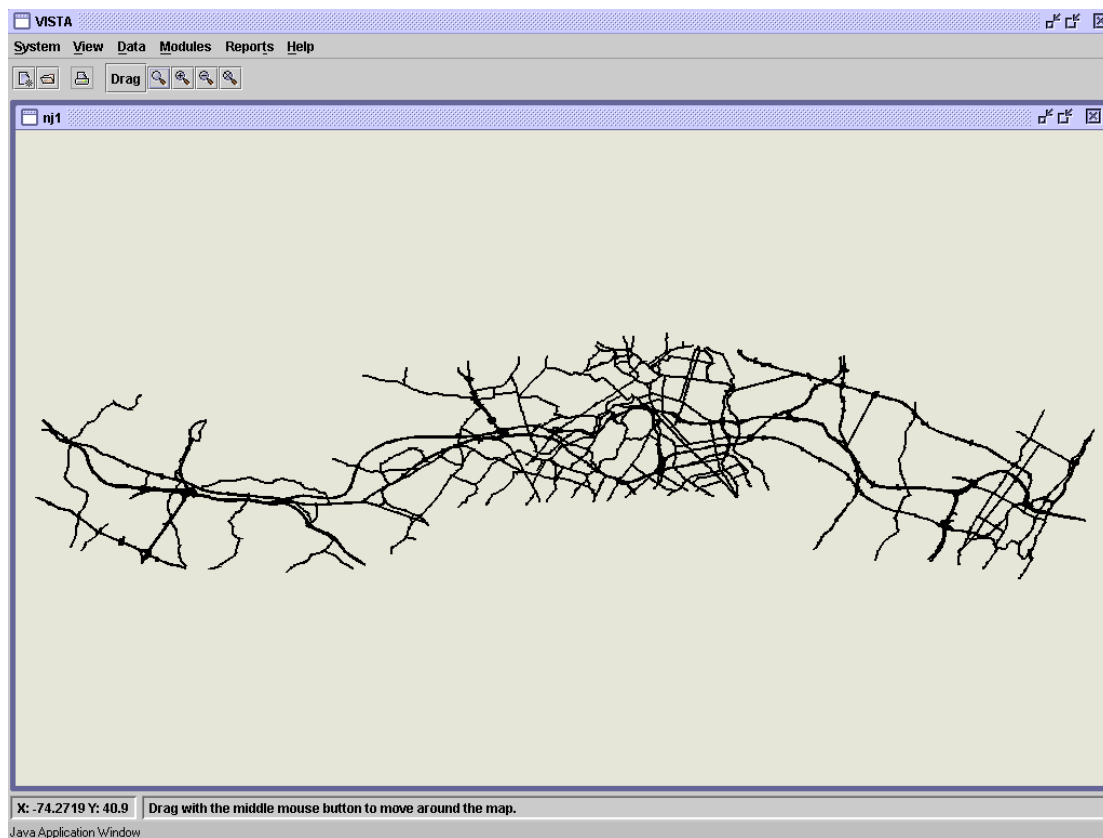 VISTA
System View Data Modules Reports Help
Drag
nj1
X: -74.2719 Y: 40.9 Drag with the middle mouse button to move around the map.
Java Application Window